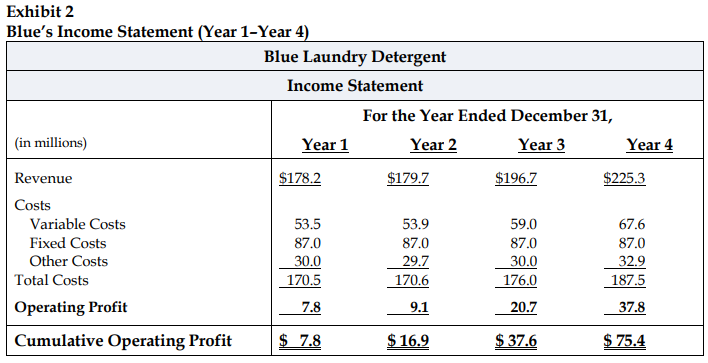 Exhibit 2
Blue’s Income Statement (Year 1–Year 4)
Blue Laundry Detergent
Income Statement
For the Year Ended December 31,
(in millions) Year 1 Year 2 Year 3 Year 4
Revenue $178.2 $179.7 $196.7 $225.3
Costs
Variable Costs 53.5 53.9 59.0 67.6
Fixed Costs 87.0 87.0 87.0 87.0
Other Costs 30.0 29.7 30.0 32.9
Total Costs 170.5 170.6 176.0 187.5
Operating Profit 7.8 9.1 20.7 37.8
Cumulative Operating Profit $ 7.8 $ 16.9 $ 37.6 $ 75.4